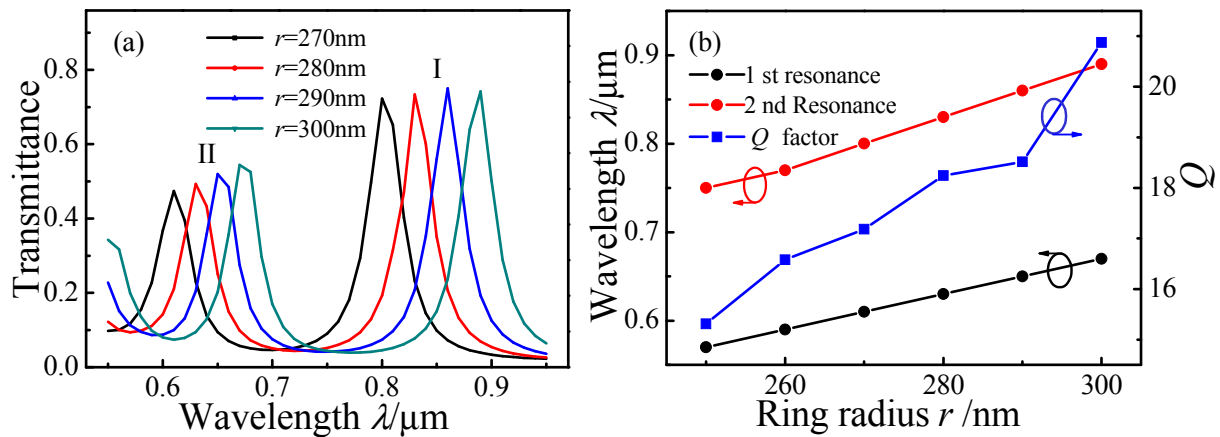 (a)
r=270nm
r=280nm
r=290nm
r=300nm
I
II
0.8
0.6
0.4
0.2
0.0
Transmittance
0.6
0.7
0.8
0.9
Wavelength λ/μm
(b)
1 st resonance
2 nd Resonance
Q factor
0.9
0.8
0.7
0.6
Wavelength λ/μm
20
18
16
Q
260
280
300
Ring radius r /nm